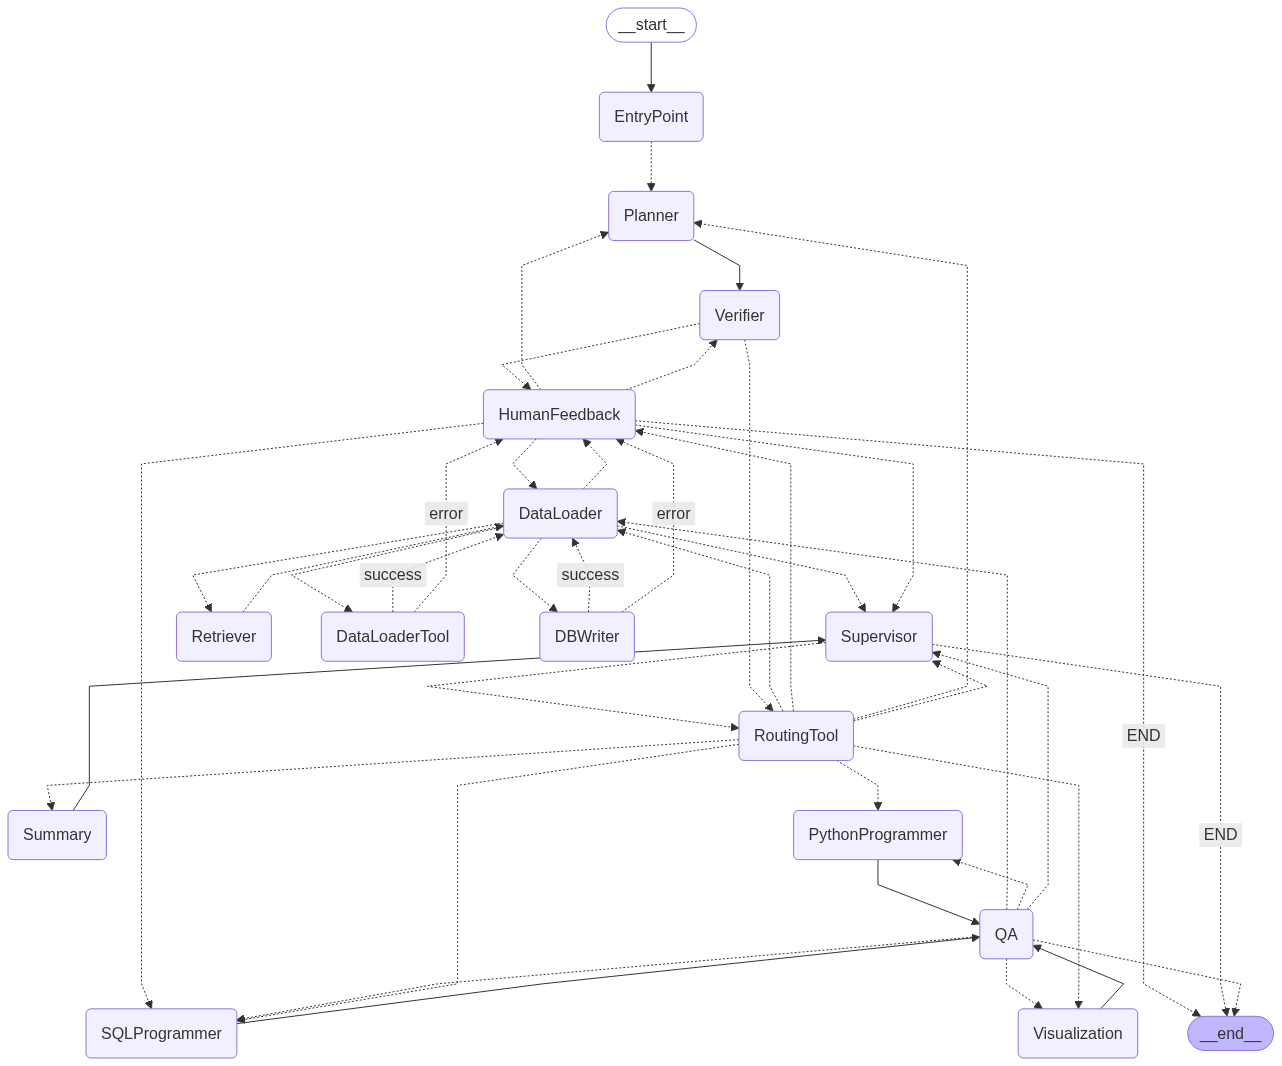 __start__
EntryPoint
Planner
Verifier
HumanFeedback
error
DataLoader
error
success
success
Retriever
DataLoaderTool
DBWriter
Supervisor
RoutingTool
END
Summary
PythonProgrammer
END
QA
SQLProgrammer
Visualization
__end__